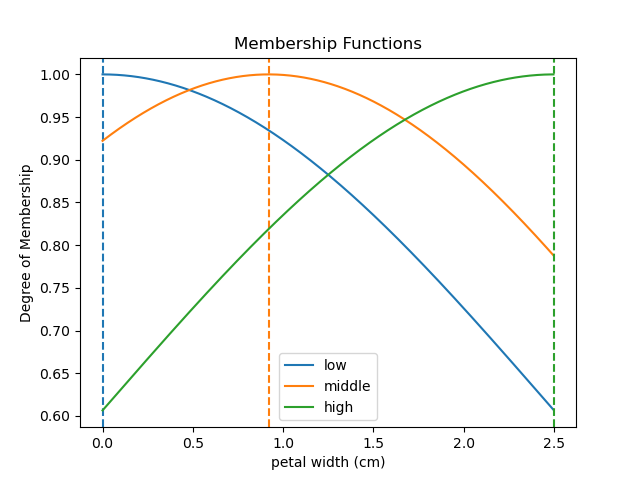 Membership Functions
Degree of Membership
1.00
0.95
0.90
0.85
0.80
0.75
0.70
0.65
0.60
low
middle
high
0.0 0.5 1.0 1.5 2.0 2.5
petal width (cm)